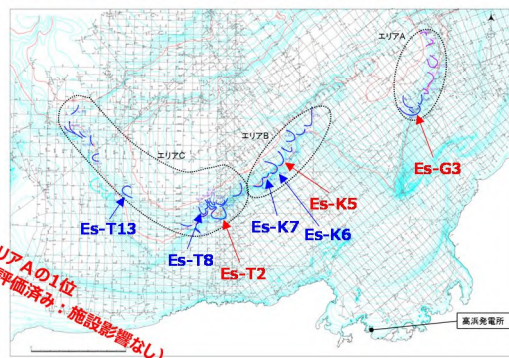 エリアA
エリアB
エリアC
Es-G3
Es-K5
Es-K6
Es-K7
Es-T13
Es-T8
Es-T2
リアAの1位
評価済み：施設影響なし）
高浜発電所